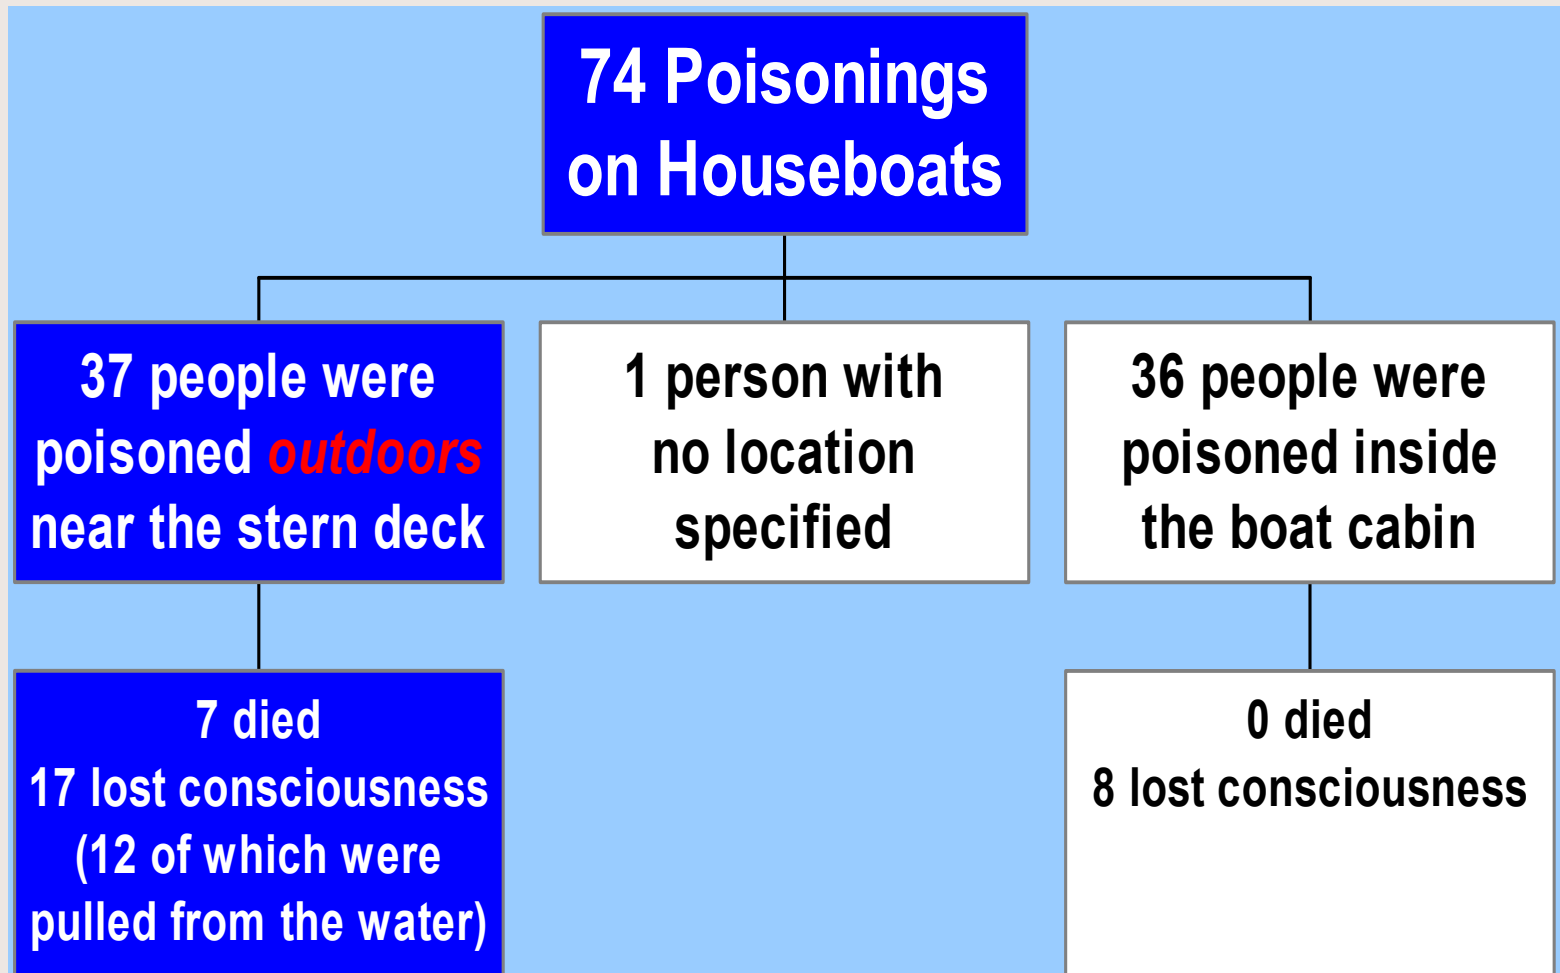 74 Poisonings
on Houseboats
37 people were
poisoned outdoors
near the stern deck
1 person with
no location
specified
36 people were
poisoned inside
the boat cabin
7 died
17 lost consciousness
(12 of which were
pulled from the water)
0 died
8 lost consciousness